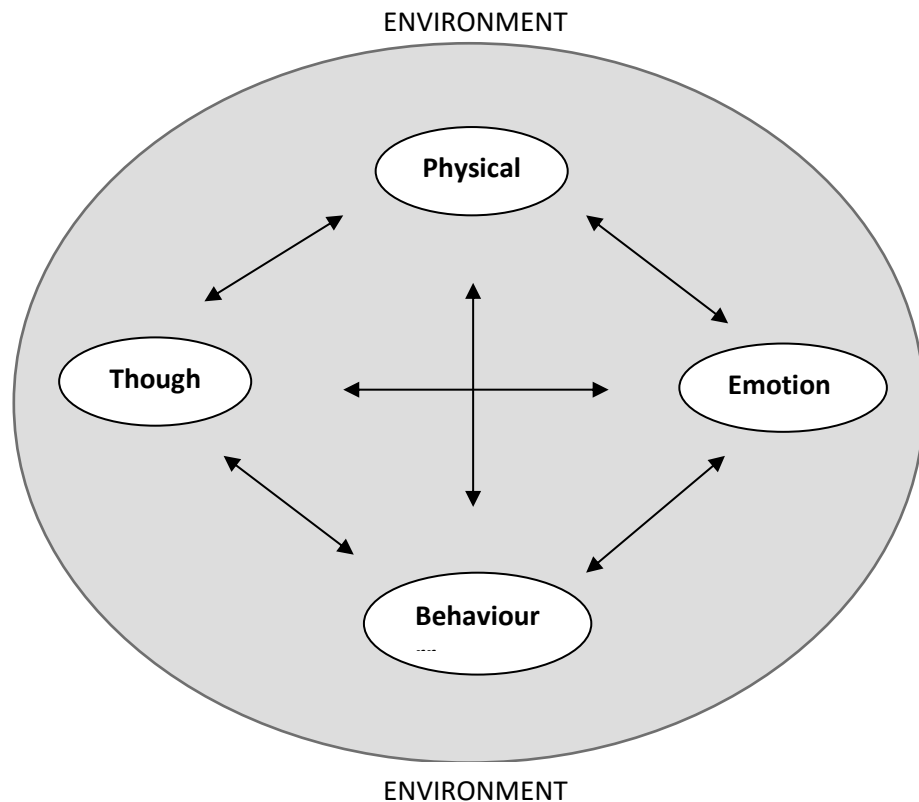 ENVIRONMENT
Physical
Though
Emotion
Behaviour
ENVIRONMENT